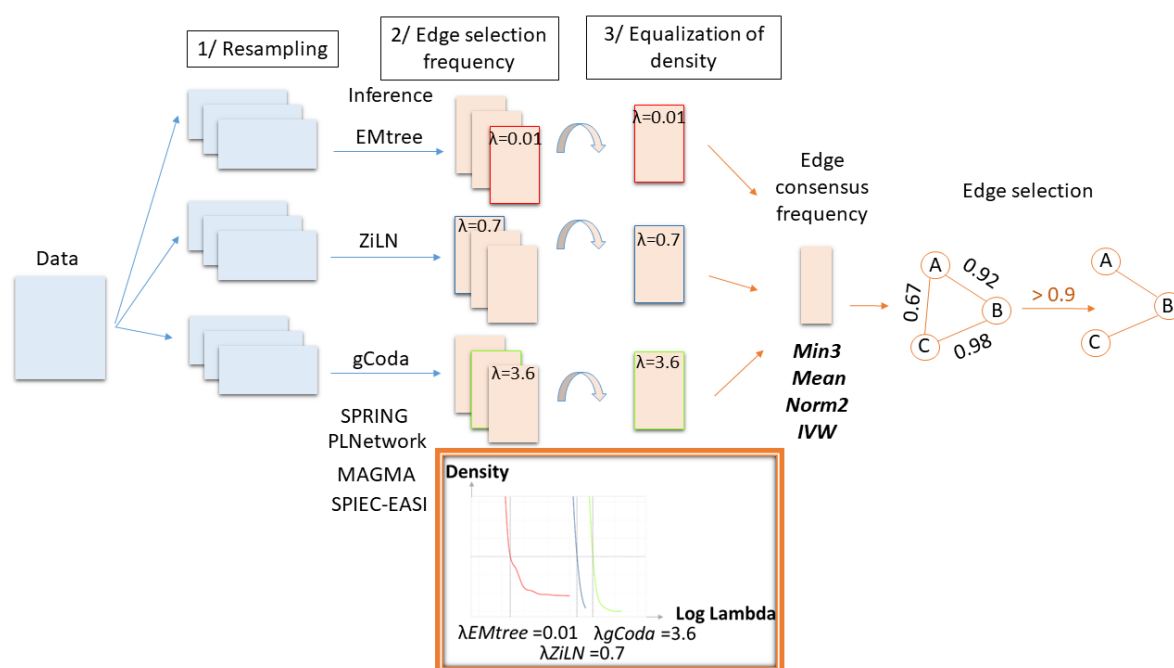 1/ Resampling
2/ Edge selection
frequency
3/ Equalization of
density
Inference
EMtree
λ=0.01
λ=0.01
Edge
consensus
frequency
Edge selection
ZiLN
λ=0.7
λ=0.7
Data
A
0.92
0.67
B
C
0.98
> 0.9
A
B
C
gCoda
λ=3.6
λ=3.6
Min3
Mean
Norm2
IVW
SPRING
PLNetwork
MAGMA
SPIEC-EASI
Density
Log Lambda
λEMtree =0.01
λgCoda =3.6
λZiLN =0.7